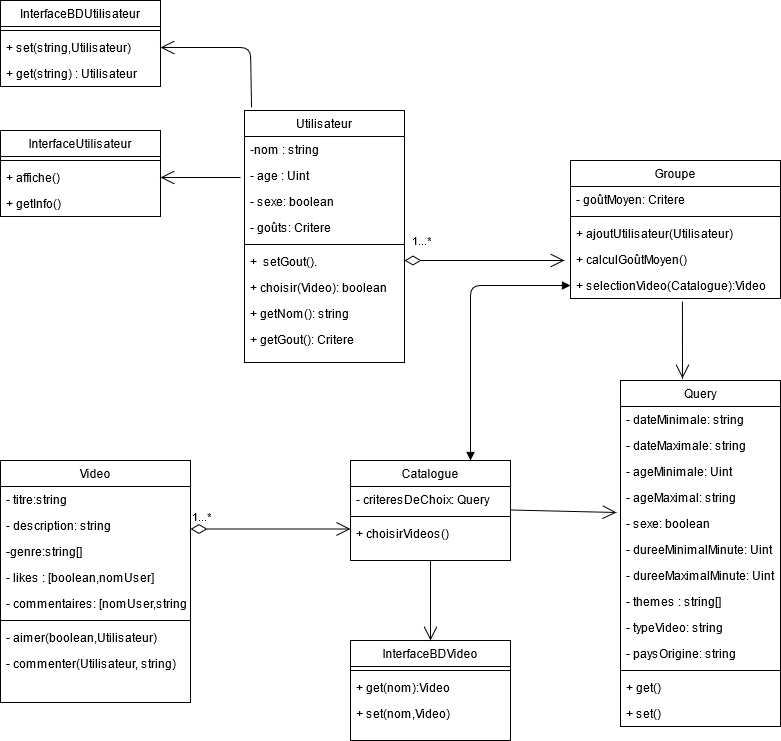 InterfaceBDUtilisateur
+ set(string,Utilisateur)
+ get(string) : Utilisateur
InterfaceUtilisateur
+ affiche()
+ getInfo()
Utilisateur
-nom : string
- age : Uint
- sexe: boolean
- goûts: Critere
+ setGout().
+ choisir(Video): boolean
+ getNom(): string
+ getGout(): Critere
1...*
Groupe
- goûtMoyen: Critere
+ ajoutUtilisateur(Utilisateur)
+ calculGoûtMoyen()
+ selectionVideo(Catalogue):Video
Query
- dateMinimale: string
- dateMaximale: string
- ageMinimale: Uint
- ageMaximal: string
- sexe: boolean
- dureeMinimalMinute: Uint
- dureeMaximalMinute: Uint
- themes : string[]
- typeVideo: string
- paysOrigine: string
+ get()
+ set()
Video
- titre:string
- description: string
-genre:string[]
- likes : [boolean,nomUser]
- commentaires: [nomUser,string
- aimer(boolean,Utilisateur)
- commenter(Utilisateur, string)
1...*
Catalogue
- criteresDeChoix: Query
+ choisirVideos()
InterfaceBDVideo
+ get(nom):Video
+ set(nom,Video)